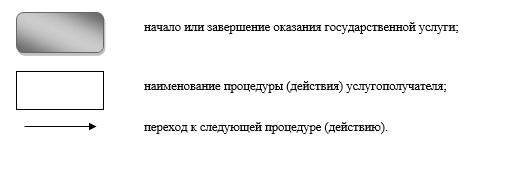 начало или завершение оказания государственной услуги;
наименование процедуры (действия) услугополучателя;
переход к следующей процедуре (действию).